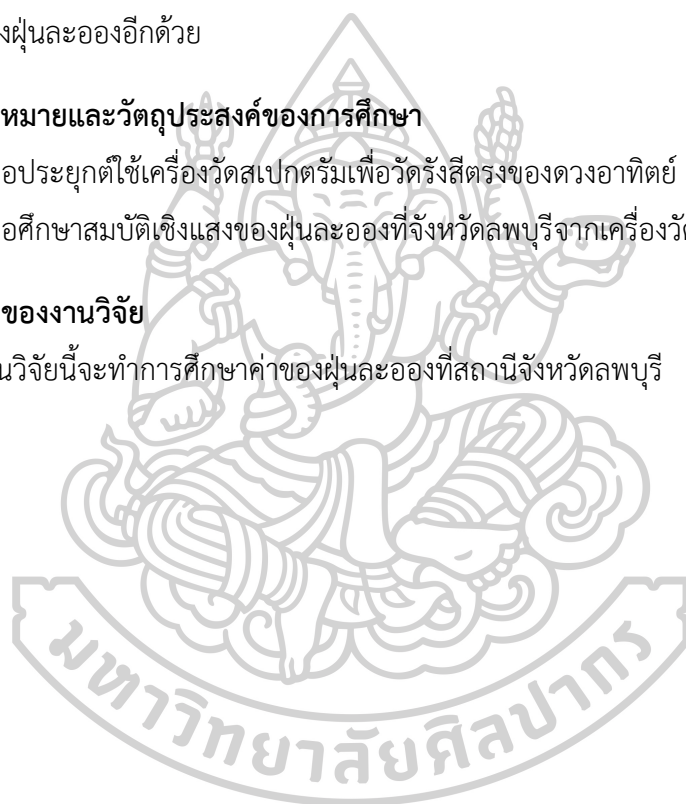 งฝุ่นละอองอีกด้วย
หมายและวัตถุประสงค์ของการศึกษา
อประยุกต์ใช้เครื่องวัดสเปกตรัมเพื่อวัดรังสีตรงของดวงอาทิตย์
อศึกษาสมบัติเชิงแสงของฝุ่นละอองที่จังหวัดลพบุรีจากเครื่องวัด
ของงานวิจัย
นวิจัยนี้จะทำการศึกษาค่าของฝุ่นละอองที่สถานีจังหวัดลพบุรี
มหาวิทยาลัยศิลปากร